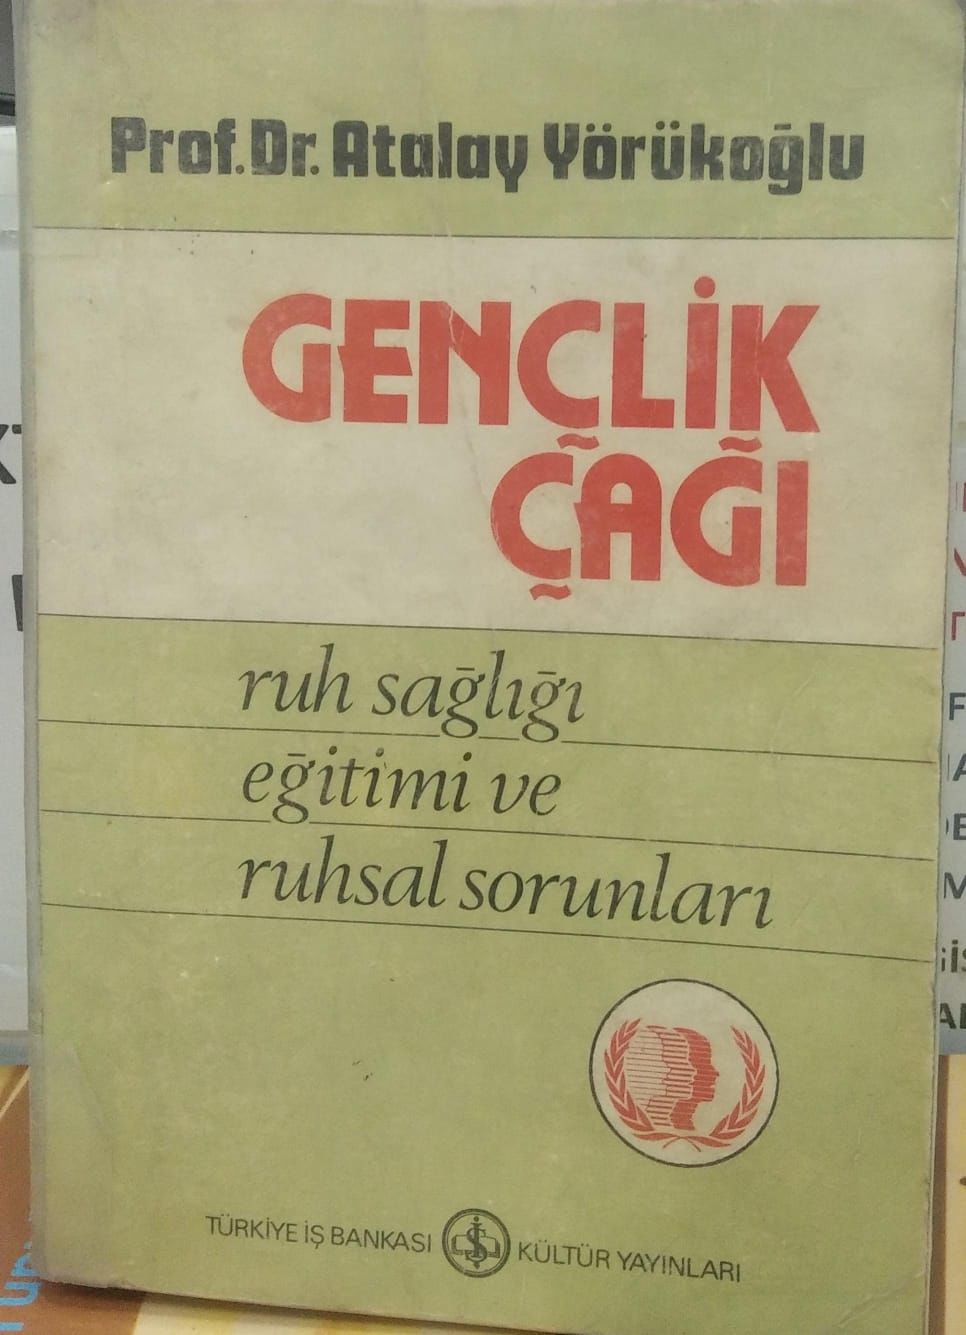 Prof.Dr. Atalay Yörükoğlu
GENÇLİK
ÇAĞI
ruh sağlığı
eğitimi ve
ruhsal sorunları
TÜRKİYE İŞ BANKASI KÜLTÜR YAYINLARI